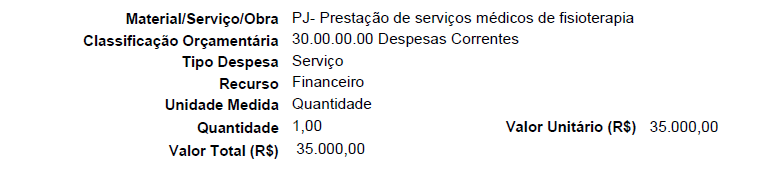 Material/Serviço/Obra PJ- Prestação de serviços médicos de fisioterapia
Classificação Orçamentária 30.00.00.00 Despesas Correntes
Tipo Despesa Serviço
Recurso Financeiro
Unidade Medida Quantidade
Quantidade 1,00 Valor Unitário (R$) 35.000,00
Valor Total (R$) 35.000,00